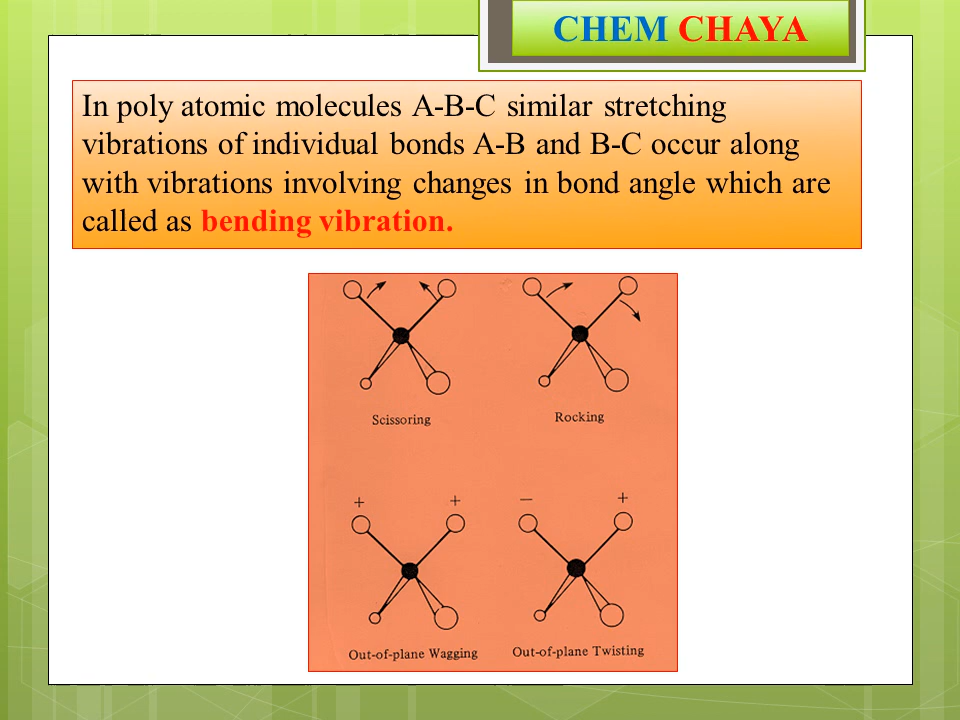 CHEM CHAYA
In poly atomic molecules A-B-C similar stretching
vibrations of individual bonds A-B and B-C occur along
with vibrations involving changes in bond angle which are
called as bending vibration.
Scissoring
Rocking
+ +
− +
Out-of-plane Wagging
Out-of-plane Twisting